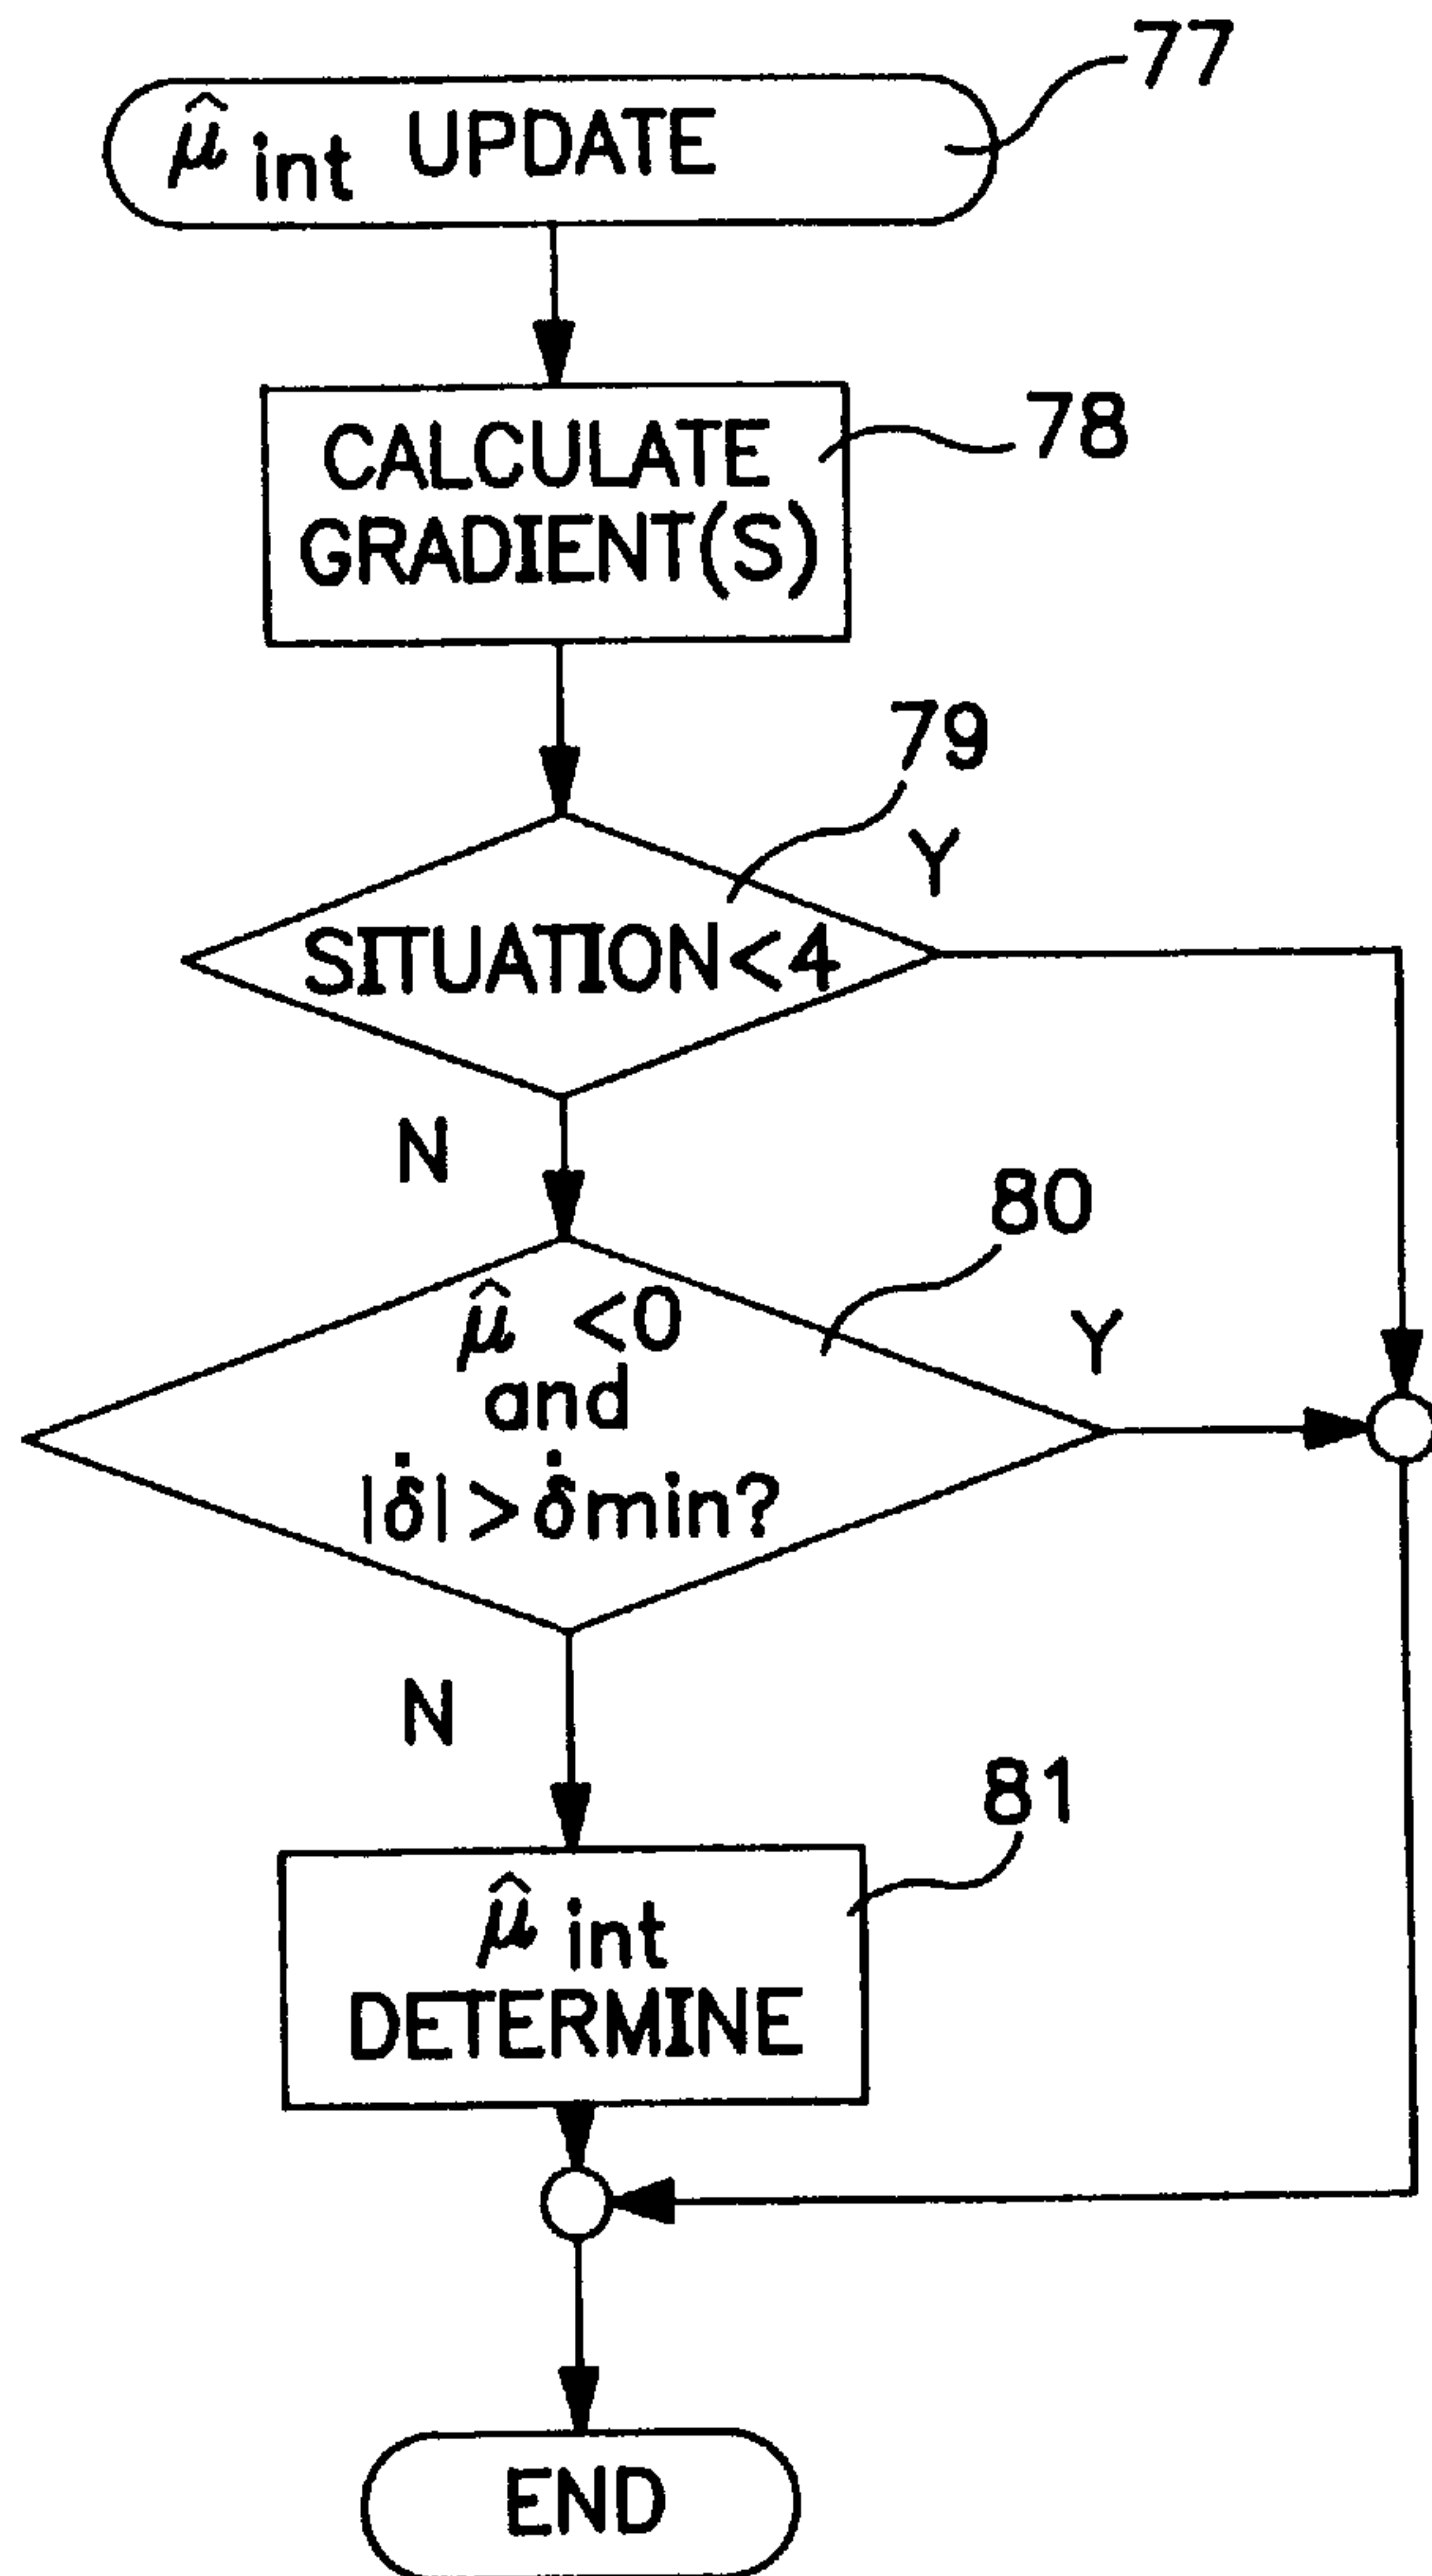 77
μ̂ int UPDATE
78
CALCULATE
GRADIENT(S)
79
Y
SITUATION<4
N
80
μ̂ <0
and
|δ̇|>δ̇min?
Y
N
81
μ̂ int
DETERMINE
END